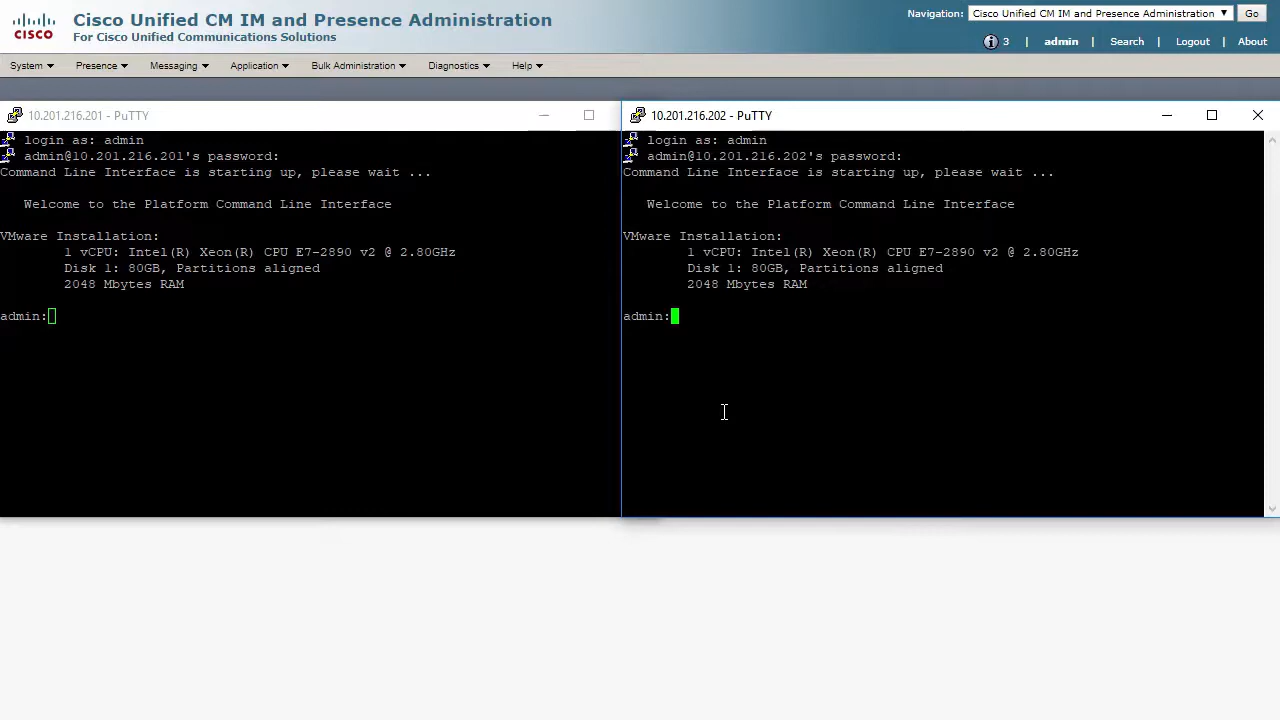 CISCO
Cisco Unified CM IM and Presence Administration
For Cisco Unified Communications Solutions
Navigation: Cisco Unified CM IM and Presence Administration Go
3 | admin | Search | Logout | About
System Presence Messaging Application Bulk Administration Diagnostics Help
10.201.216.201 - PuTTY
login as: admin
admin@10.201.216.201's password:
Command Line Interface is starting up, please wait ...
Welcome to the Platform Command Line Interface
VMware Installation:
1 vCPU: Intel(R) Xeon(R) CPU E7-2890 v2 @ 2.80GHz
Disk 1: 80GB, Partitions aligned
2048 Mbytes RAM
admin:
10.201.216.202 - PuTTY
login as: admin
admin@10.201.216.202's password:
Command Line Interface is starting up, please wait ...
Welcome to the Platform Command Line Interface
VMware Installation:
1 vCPU: Intel(R) Xeon(R) CPU E7-2890 v2 @ 2.80GHz
Disk 1: 80GB, Partitions aligned
2048 Mbytes RAM
admin: